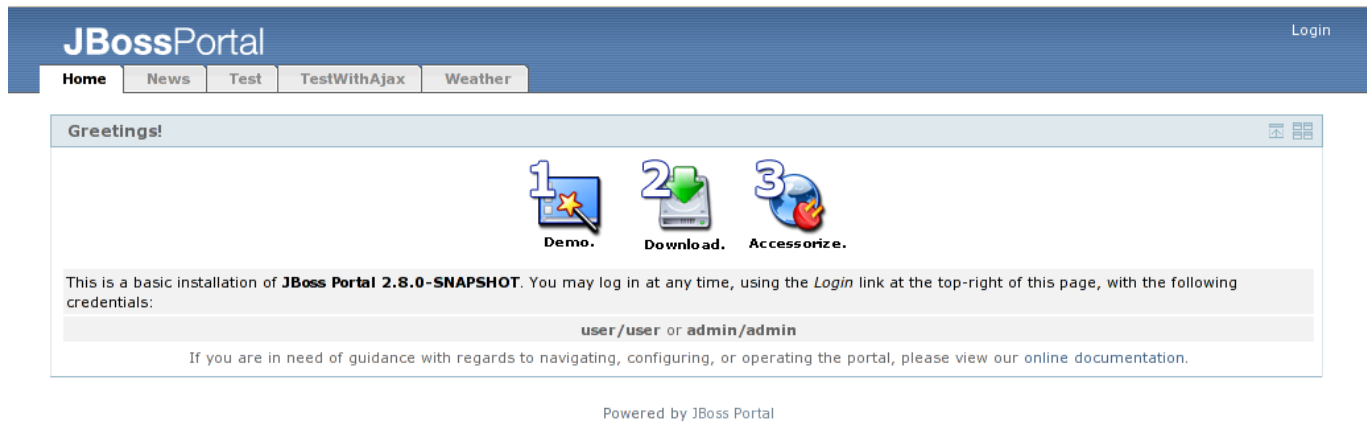 JBossPortal
Login
Home News Test TestWithAjax Weather
Greetings!
1 2 3
Demo. Download. Accessorize.
This is a basic installation of JBoss Portal 2.8.0-SNAPSHOT. You may log in at any time, using the Login link at the top-right of this page, with the following
credentials:
user/user or admin/admin
If you are in need of guidance with regards to navigating, configuring, or operating the portal, please view our online documentation.
Powered by JBoss Portal